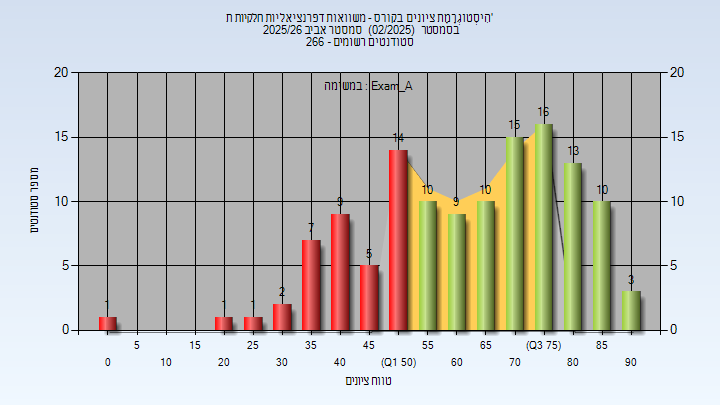 הִיסְטוֹגְרָמַת ציונים בקורס - משוואות דפרנציאליות חלקיות ת'
בסמסטר (02/2025) סמסטר אביב 2025/26
סטודנטים רשומים - 266
במשימה : Exam_A
מספר סטודנטים
20 20
15 15
10 10
5 5
0 0
1 1 1 2 7 9 5 14 10 9 10 15 16 13 10 3
5 15 25 35 45 55 65 (Q3 75) 85
0 10 20 30 40 (Q1 50) 60 70 80 90
טווח ציונים